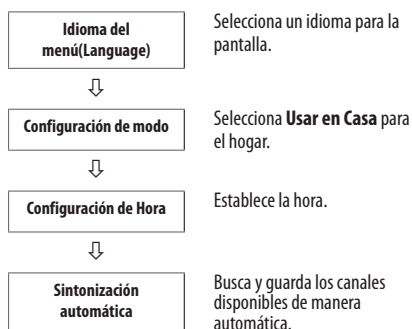 Idioma del
menú(Language)
Selecciona un idioma para la
pantalla.
Configuración de modo
Selecciona Usar en Casa para
el hogar.
Configuración de Hora
Establece la hora.
Sintonización
automática
Busca y guarda los canales
disponibles de manera
automática.